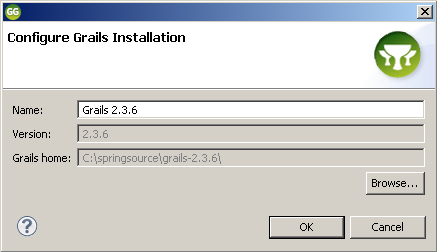 GG
Configure Grails Installation
Name: Grails 2.3.6
Version: 2.3.6
Grails home: C:\springsource\grails-2.3.6\
Browse...
? OK Cancel